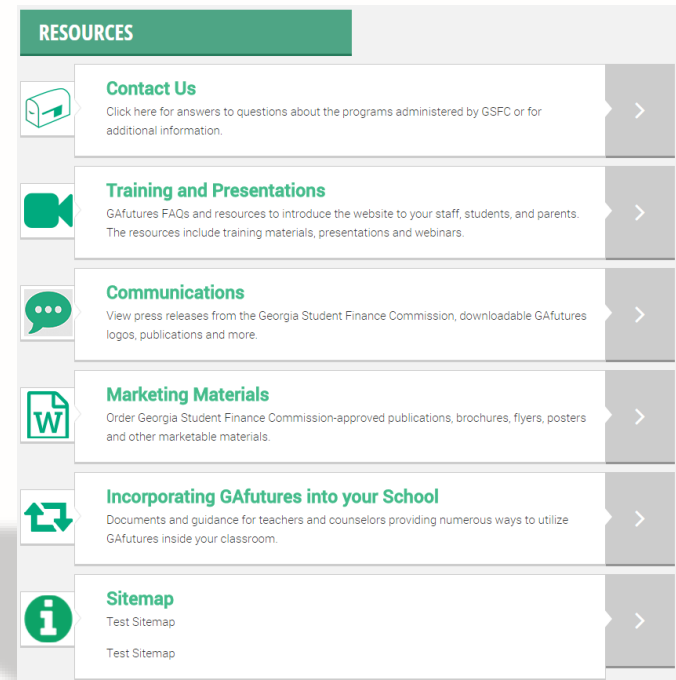 RESOURCES
Contact Us
Click here for answers to questions about the programs administered by GSFC or for
additional information.
Training and Presentations
GAfutures FAQs and resources to introduce the website to your staff, students, and parents.
The resources include training materials, presentations and webinars.
Communications
View press releases from the Georgia Student Finance Commission, downloadable GAfutures
logos, publications and more.
W
Marketing Materials
Order Georgia Student Finance Commission-approved publications, brochures, flyers, posters
and other marketable materials.
Incorporating GAfutures into your School
Documents and guidance for teachers and counselors providing numerous ways to utilize
GAfutures inside your classroom.
Sitemap
Test Sitemap
Test Sitemap